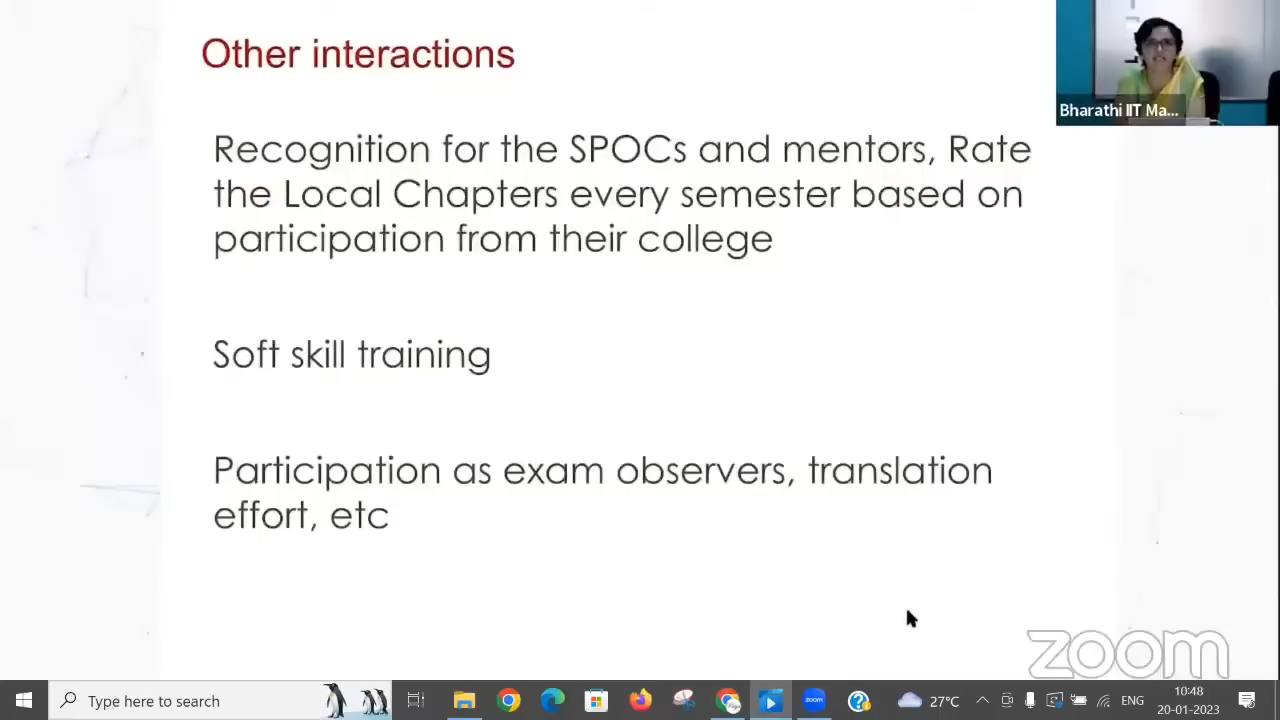 Other interactions
Bharathi IIT Ma...
Recognition for the SPOCs and mentors, Rate
the Local Chapters every semester based on
participation from their college
Soft skill training
Participation as exam observers, translation
effort, etc
zoom
Type here to search
zoom
27°C
ENG
10:48
20-01-2023